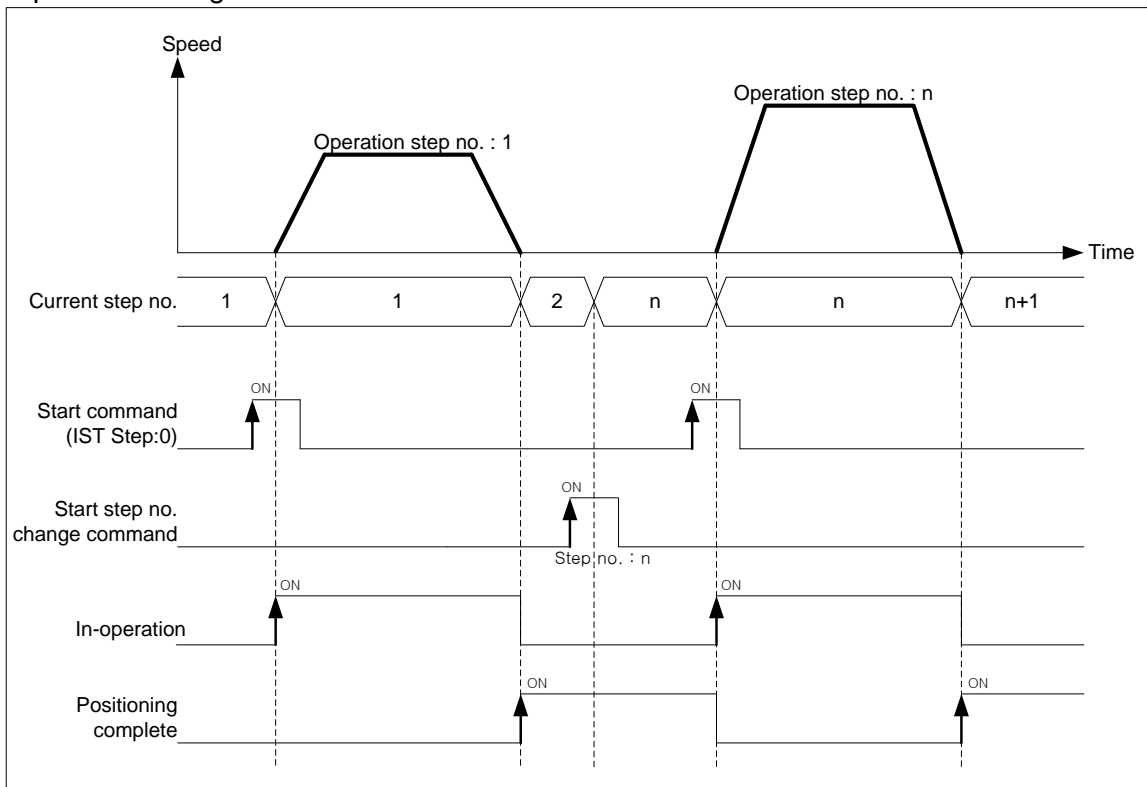 Speed
Operation step no. : n
Operation step no. : 1
Time
Current step no.
1
1
2
n
n
n+1
ON
ON
Start command
(IST Step:0)
ON
Start step no.
change command
Step no. : n
ON
ON
In-operation
ON
ON
Positioning
complete